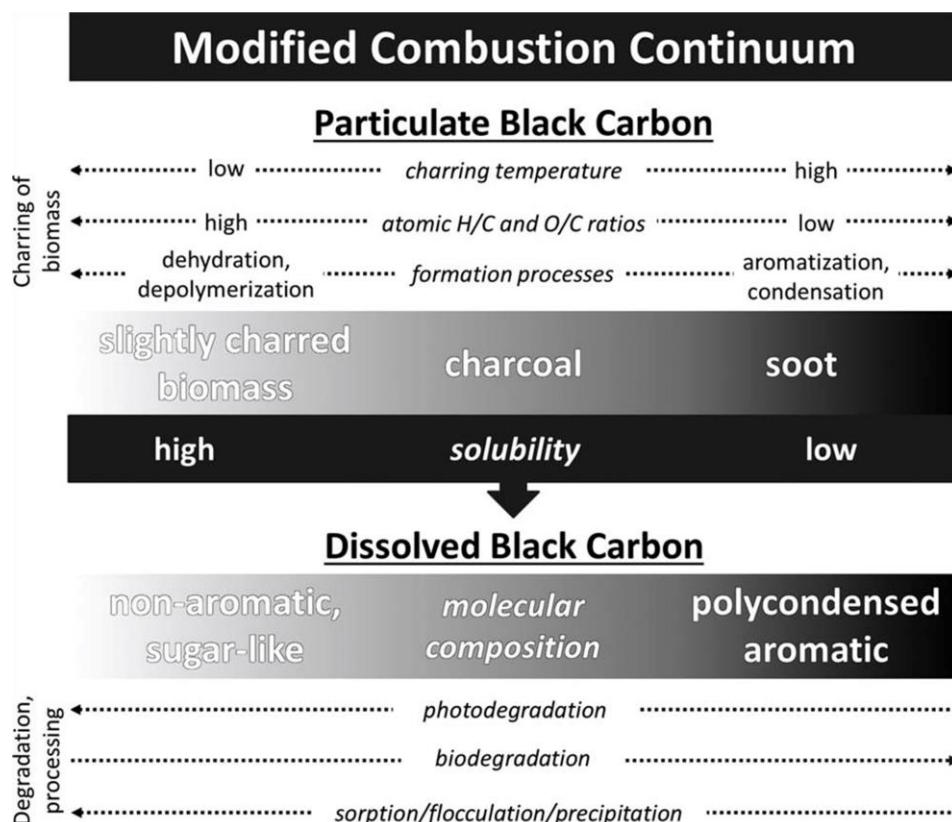 Modified Combustion Continuum
Particulate Black Carbon
Charring of
biomass
low charring temperature high
high atomic H/C and O/C ratios low
dehydration,
depolymerization
formation processes
aromatization,
condensation
slightly charred
biomass
charcoal
soot
high solubility low
Dissolved Black Carbon
non-aromatic,
sugar-like
molecular
composition
polycondensed
aromatic
Degradation,
processing
photodegradation
biodegradation
sorption/flocculation/precipitation